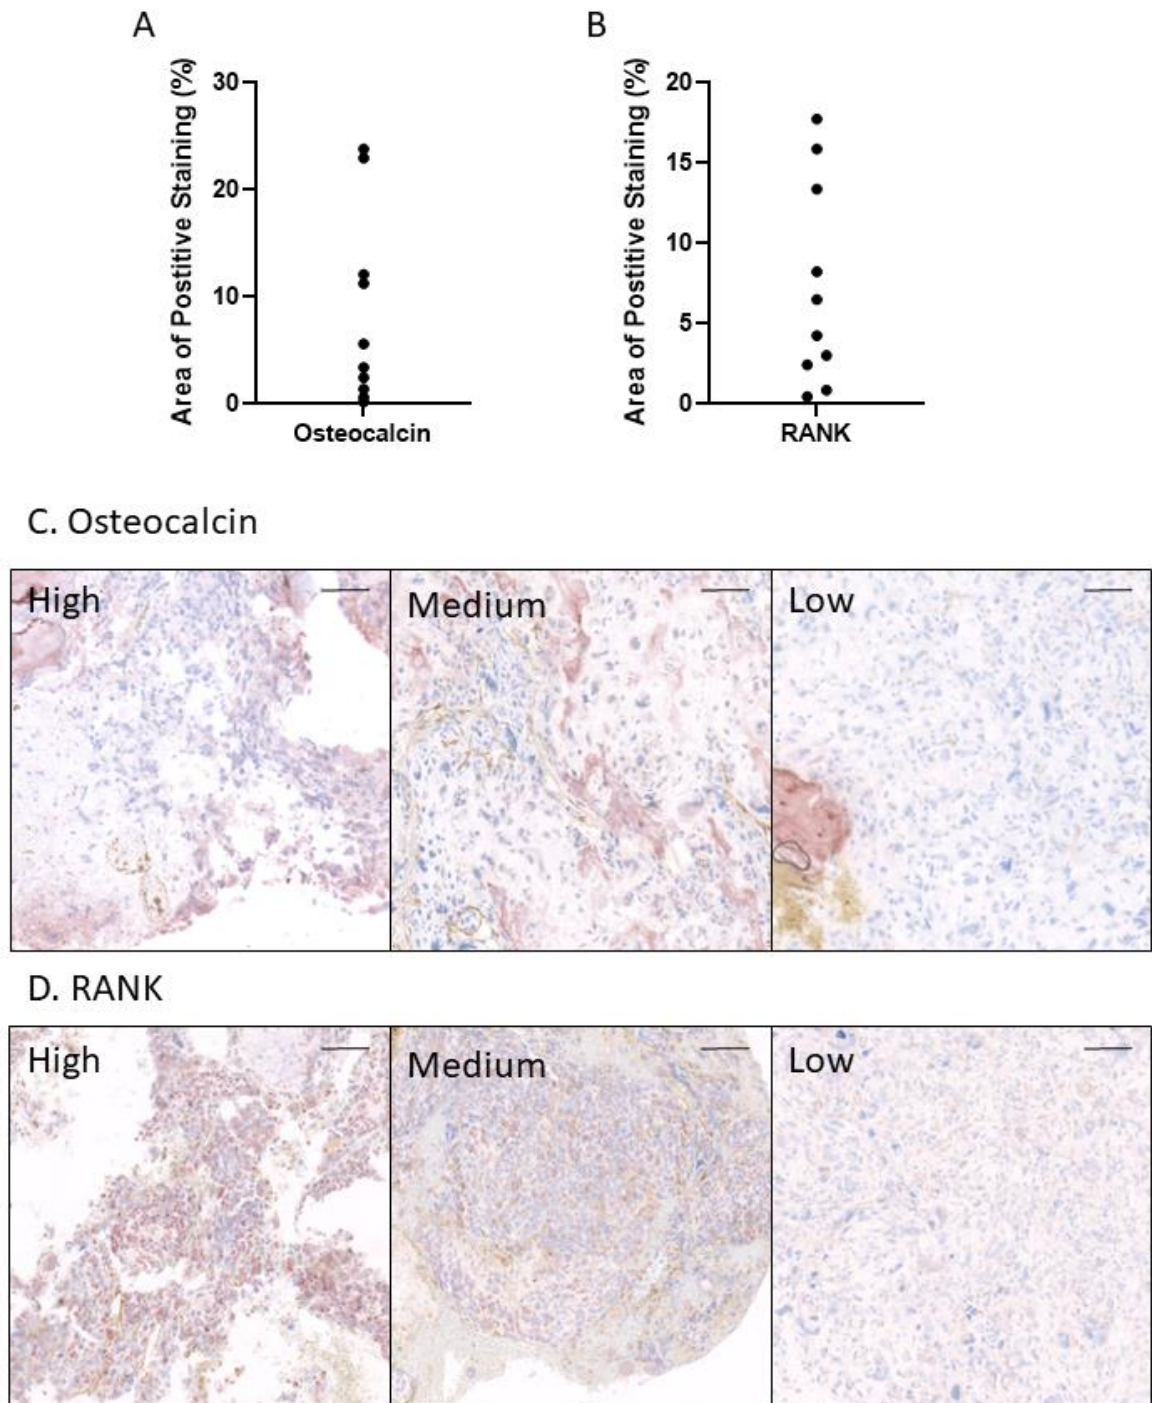 A
B
Area of Postitive Staining (%)
30
20
10
0
Osteocalcin
Area of Postitive Staining (%)
20
15
10
5
0
RANK
C. Osteocalcin
High
Medium
Low
D. RANK
High
Medium
Low